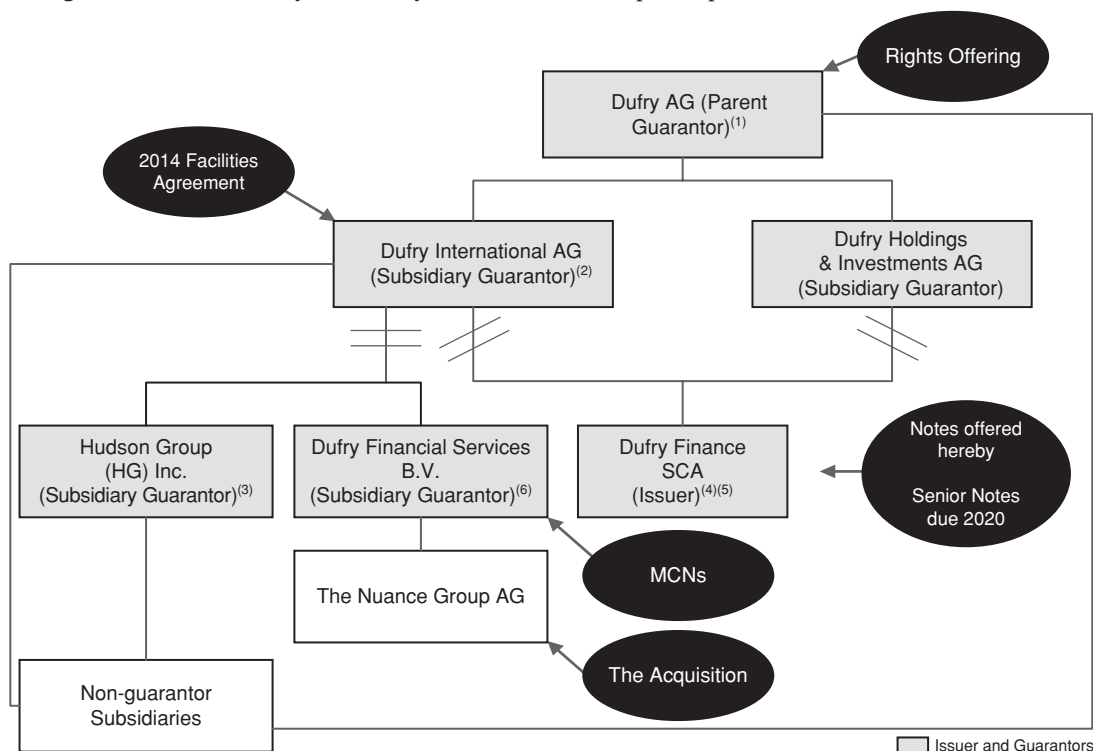 Rights Offering
Dufry AG (Parent
Guarantor)(1)
2014 Facilities
Agreement
Dufry International AG
(Subsidiary Guarantor)(2)
Dufry Holdings
& Investments AG
(Subsidiary Guarantor)
Hudson Group
(HG) Inc.
(Subsidiary Guarantor)(3)
Dufry Financial Services
B.V.
(Subsidiary Guarantor)(6)
Dufry Finance
SCA
(Issuer)(4)(5)
Notes offered
hereby
Senior Notes
due 2020
MCNs
The Nuance Group AG
The Acquisition
Non-guarantor
Subsidiaries
Issuer and Guarantors